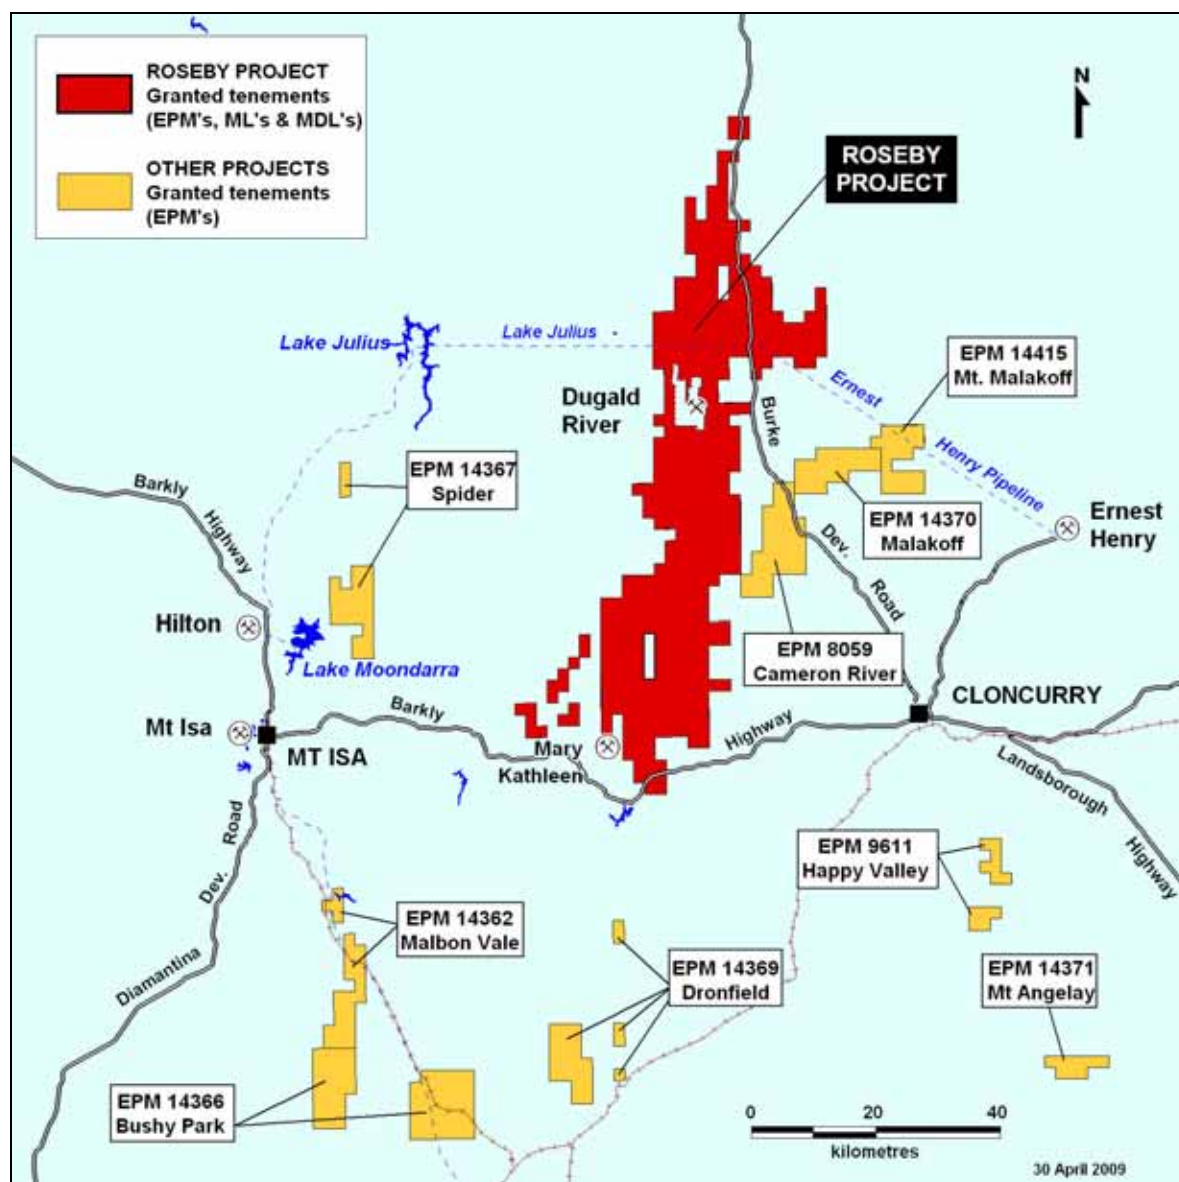 ROSEBY PROJECT
Granted tenements
(EPM's, ML's & MDL's)
OTHER PROJECTS
Granted tenements
(EPM's)
N
ROSEBY
PROJECT
Lake Julius
Lake Julius
EPM 14415
Mt. Malakoff
Dugald
River
Burke
Ernest
Henry Pipeline
EPM 14367
Spider
Barkly
Highway
EPM 14370
Malakoff
Ernest
Henry
Dev.
Road
Hilton
Lake Moondarra
EPM 8059
Cameron River
CLONCURRY
Mt Isa
MT ISA
Barkly
Highway
Mary
Kathleen
Landsborough
Highway
Road
Dev.
Diamantina
EPM 9611
Happy Valley
EPM 14362
Malbon Vale
EPM 14369
Dronfield
EPM 14371
Mt Angelay
EPM 14366
Bushy Park
0 20 40
kilometres
30 April 2009